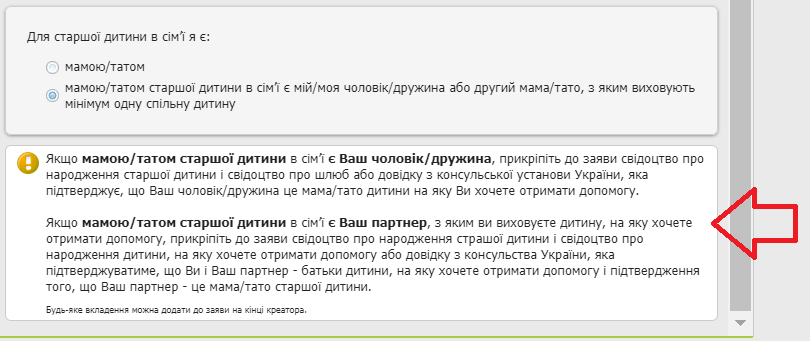 Для старшої дитини в сім’ї я є:
мамою/татом
мамою/татом старшої дитини в сім’ї є мій/моя чоловік/дружина або другий мама/тато, з яким виховують
мінімум одну спільну дитину
Якщо мамою/татом старшої дитини в сім’ї є Ваш чоловік/дружина, прикріпіть до заяви свідоцтво про
народження старшої дитини і свідоцтво про шлюб або довідку з консульської установи України, яка
підтверджує, що Ваш чоловік/дружина це мама/тато дитини на яку Ви хочете отримати допомогу.
Якщо мамою/татом старшої дитини в сім’ї є Ваш партнер, з яким ви виховуєте дитину, на яку хочете
отримати допомогу, прикріпіть до заяви свідоцтво про народження страшої дитини і свідоцтво про
народження дитини, на яку хочете отримати допомогу або довідку з консульства України, яка
підтверджуватиме, що Ви і Ваш партнер - батьки дитини, на яку хочете отримати допомогу і підтвердження
того, що Ваш партнер - це мама/тато старшої дитини.
Будь-яке вкладення можна додати до заяви на кінці креатора.